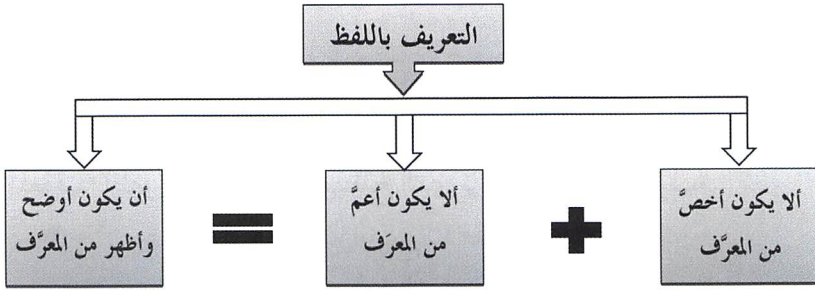 التعريف باللفظ
ألا يكون أخصَّ
من المعرَّف
+
ألا يكون أعمَّ
من المعرَف
=
أن يكون أوضح
وأظهر من المعرَّف